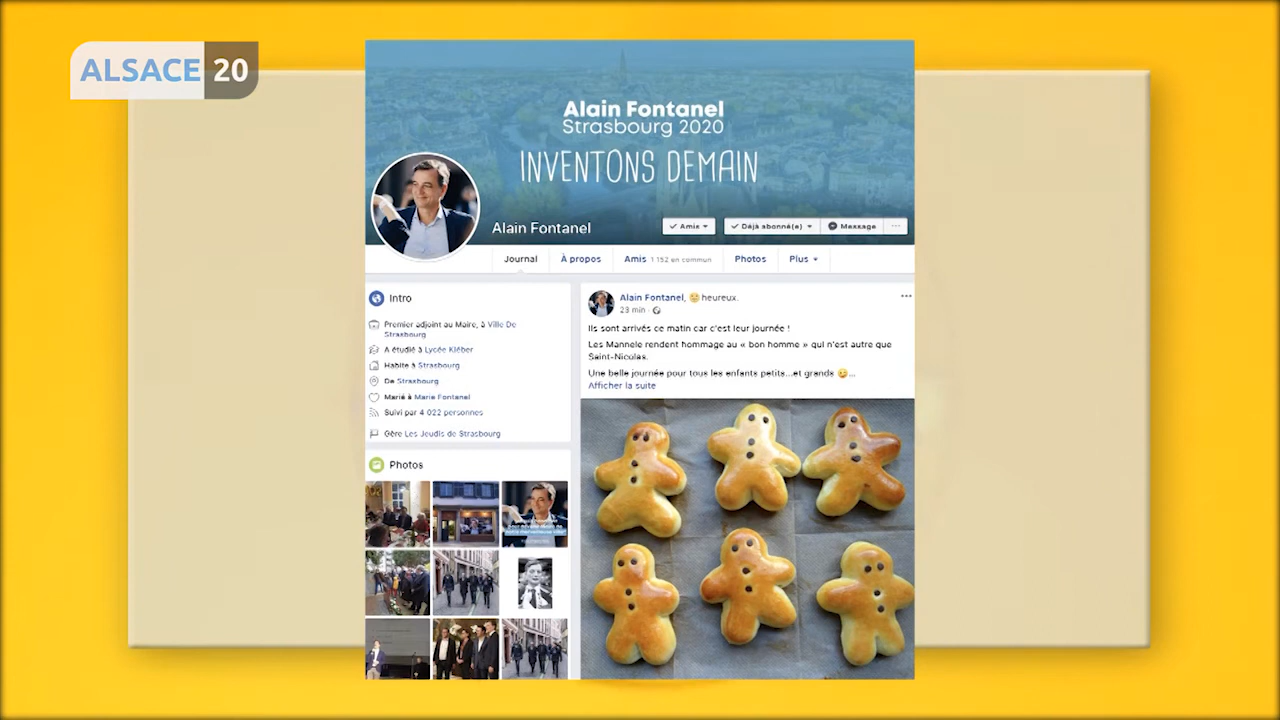 ALSACE 20
Alain Fontanel
Strasbourg 2020
INVENTONS DEMAIN
Alain Fontanel
Amis
Déjà abonné(e)
Message
Journal
À propos
Amis 1 152 en commun
Photos
Plus
Intro
Premier adjoint au Maire, à Ville De
Strasbourg
A étudié à Lycée Kléber
Habite à Strasbourg
De Strasbourg
Marié à Marie Fontanel
Suivi par 4 022 personnes
Gère Les Jeudis de Strasbourg
Photos
Alain Fontanel, heureux.
23 min
Ils sont arrivés ce matin car c'est leur journée !
Les Mannele rendent hommage au « bon homme » qui n'est autre que
Saint-Nicolas.
Une belle journée pour tous les enfants petits...et grands ...
Afficher la suite